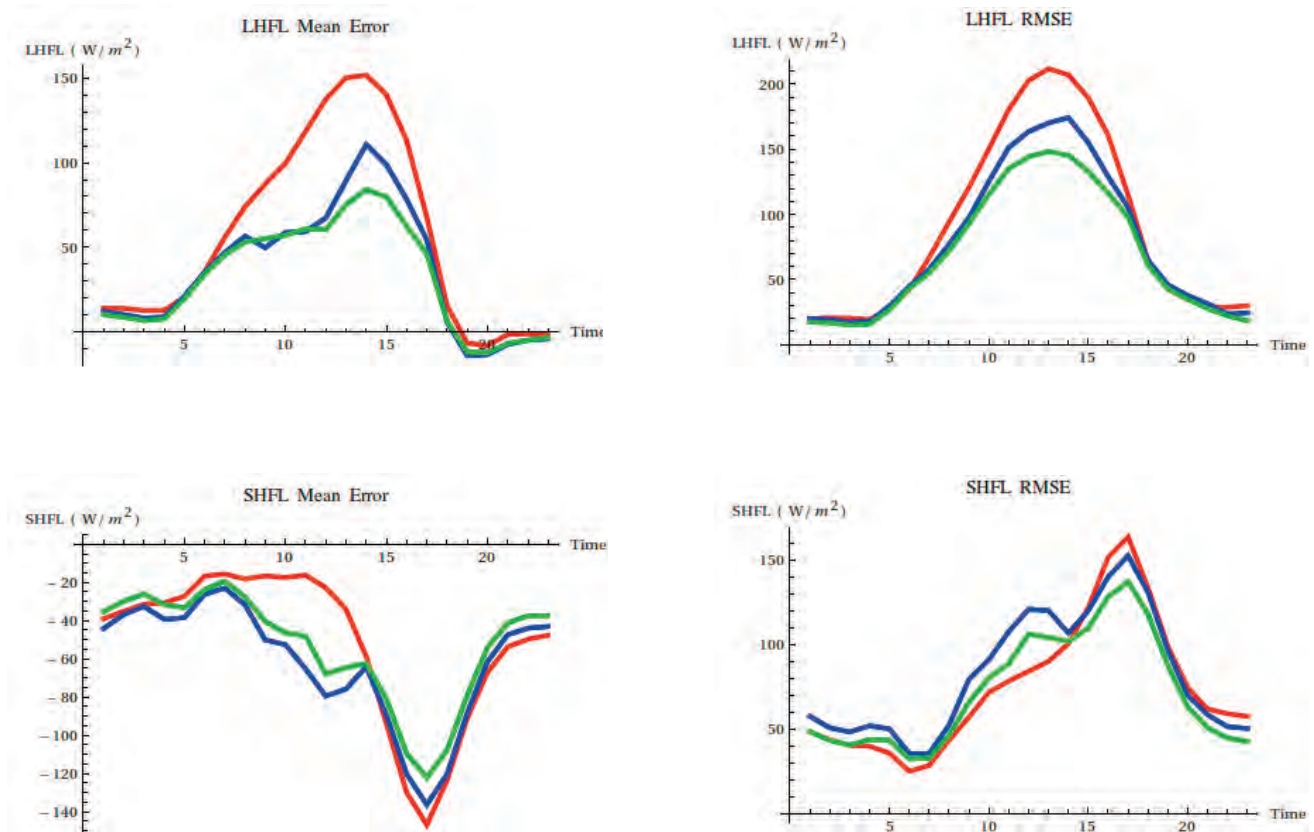 LHFL Mean Error
LHFL ( W/m²)
150
100
50
5 10 15 20 Time
LHFL RMSE
LHFL ( W/m²)
200
150
100
50
5 10 15 20 Time
SHFL Mean Error
SHFL ( W/m²)
5 10 15 20 Time
−20
−40
−60
−80
−100
−120
−140
SHFL RMSE
SHFL ( W/m²)
150
100
50
5 10 15 20 Time